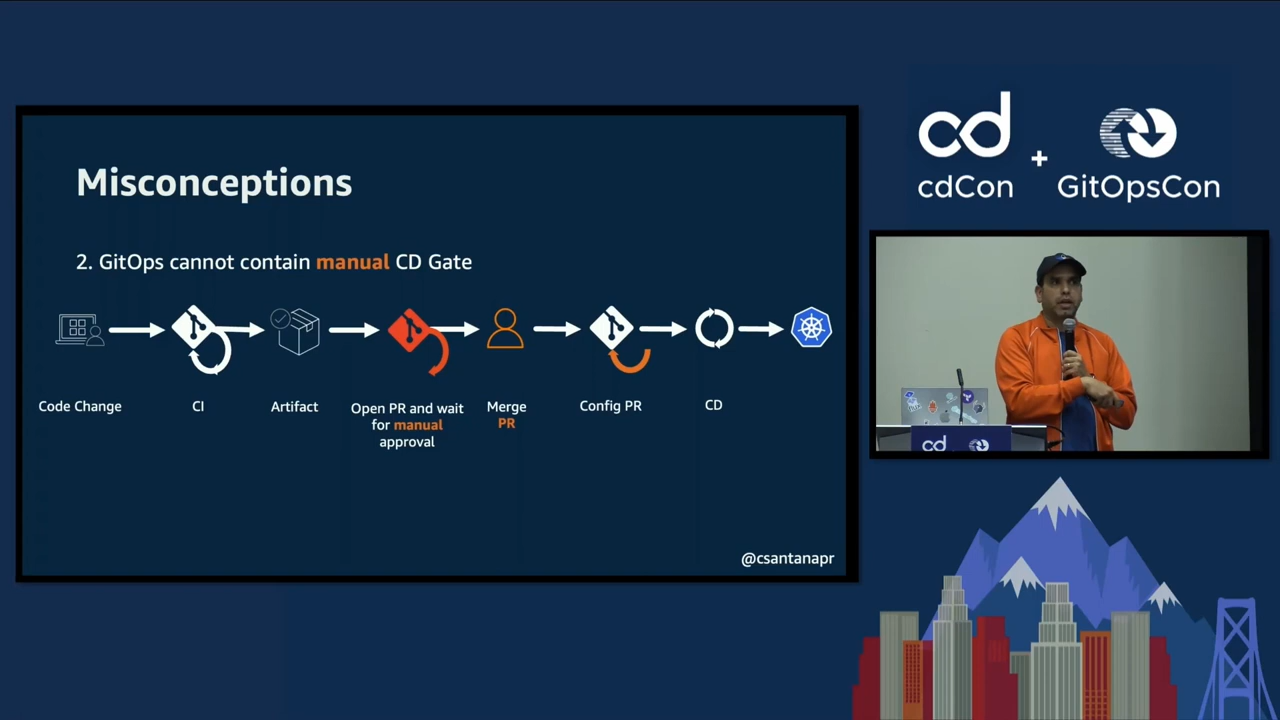 Misconceptions
2. GitOps cannot contain manual CD Gate
Code Change
CI
Artifact
Open PR and wait
for manual
approval
Merge
PR
Config PR
CD
@csantanapr
cd
cdCon
+
GitOpsCon
cd